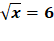 √x = 6